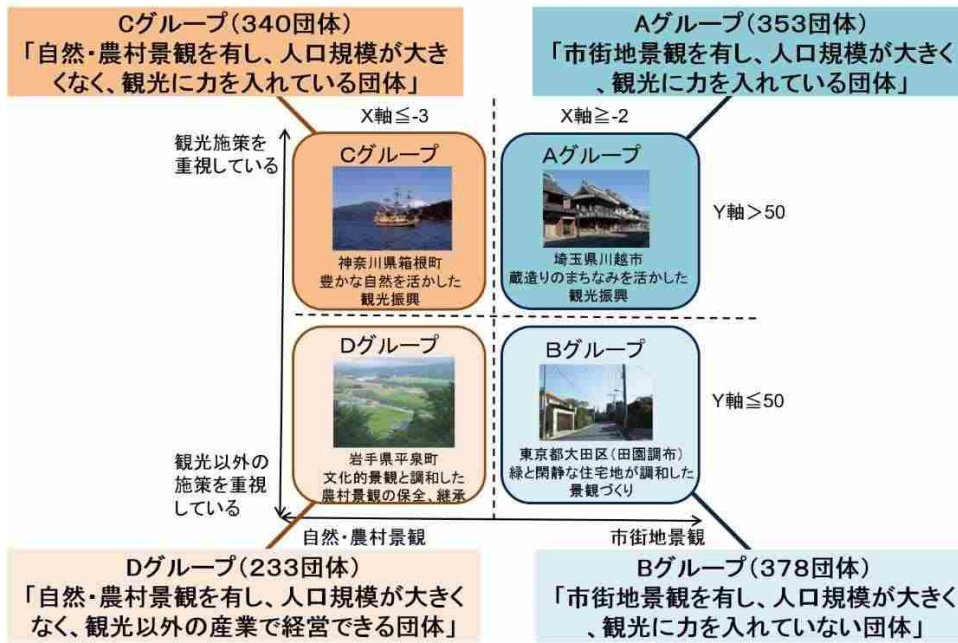 Cグループ(340団体)
「自然・農村景観を有し、人口規模が大き
くなく、観光に力を入れている団体」
Aグループ(353団体)
「市街地景観を有し、人口規模が大きく
、観光に力を入れている団体」
X軸≦-3
X軸≧-2
観光施策を
重視している
Cグループ
神奈川県箱根町
豊かな自然を活かした
観光振興
Aグループ
埼玉県川越市
蔵造りのまちなみを活かした
観光振興
Y軸>50
Dグループ
岩手県平泉町
文化的景観と調和した
農村景観の保全、継承
Bグループ
東京都大田区(田園調布)
緑と閑静な住宅地が調和した
景観づくり
Y軸≦50
観光以外の
施策を重視
している
自然・農村景観
市街地景観
Dグループ(233団体)
「自然・農村景観を有し、人口規模が大きく
なく、観光以外の産業で経営できる団体」
Bグループ(378団体)
「市街地景観を有し、人口規模が大きく
、観光に力を入れていない団体」